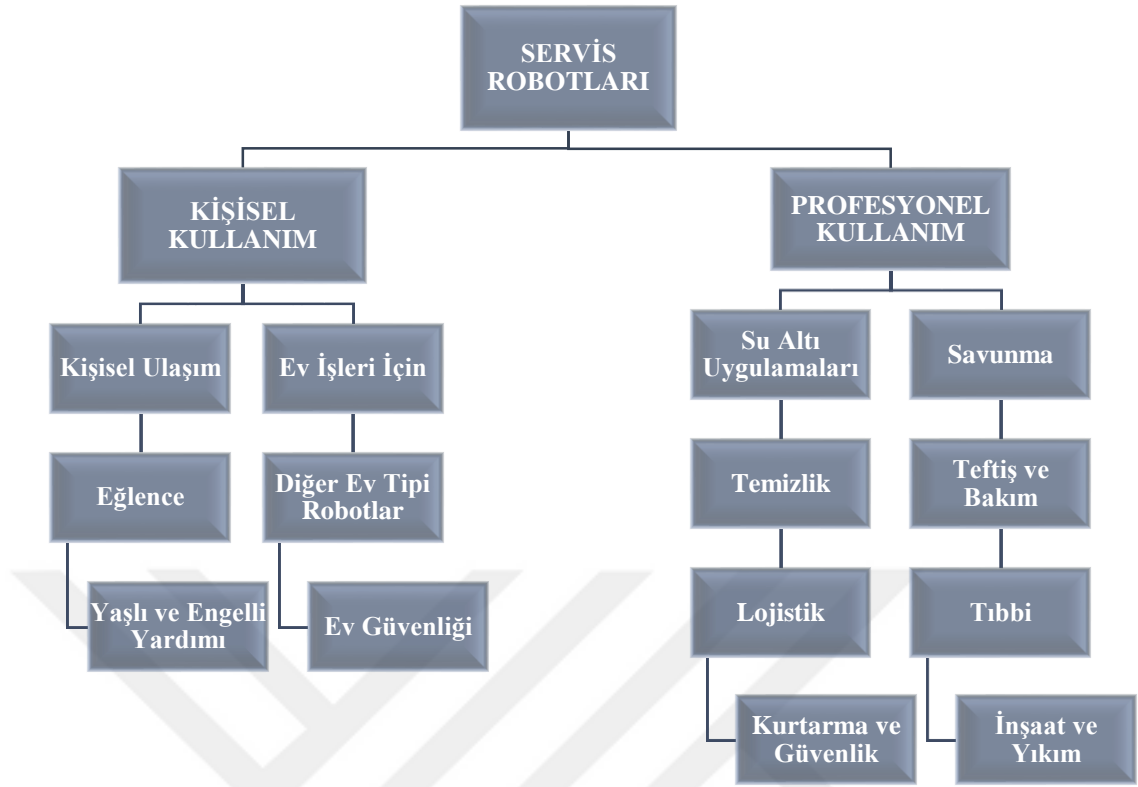 SERVİS
ROBOTLARI
KİŞİSEL
KULLANIM
PROFESYONEL
KULLANIM
Kişisel Ulaşım
Ev İşleri İçin
Su Altı
Uygulamaları
Savunma
Eğlence
Diğer Ev Tipi
Robotlar
Temizlik
Teftiş ve
Bakım
Yaşlı ve Engelli
Yardımı
Ev Güvenliği
Lojistik
Tıbbi
Kurtarma ve
Güvenlik
İnşaat ve
Yıkım